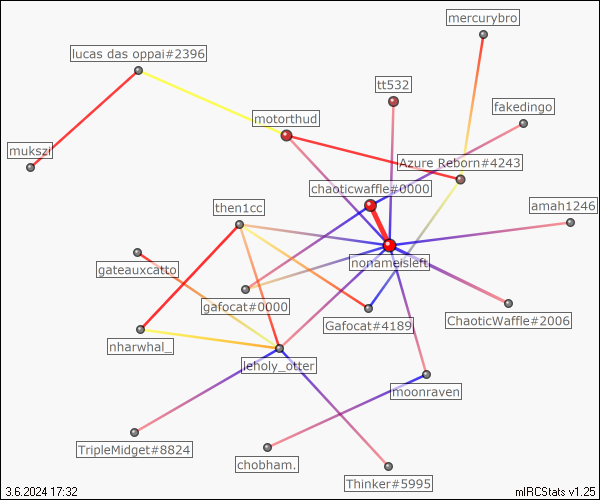 mercurybro
lucas das oppai#2396
tt532
fakedingo
motorthud
mukszi
Azure Reborn#4243
chaoticwaffle#0000
amah1246
then1cc
nonameisleft
gateauxcatto
gafocat#0000
Gafocat#4189
ChaoticWaffle#2006
nharwhal_
leholy_otter
moonraven
TripleMidget#8824
chobham.
Thinker#5995
3.6.2024 17:32
mIRCStats v1.25